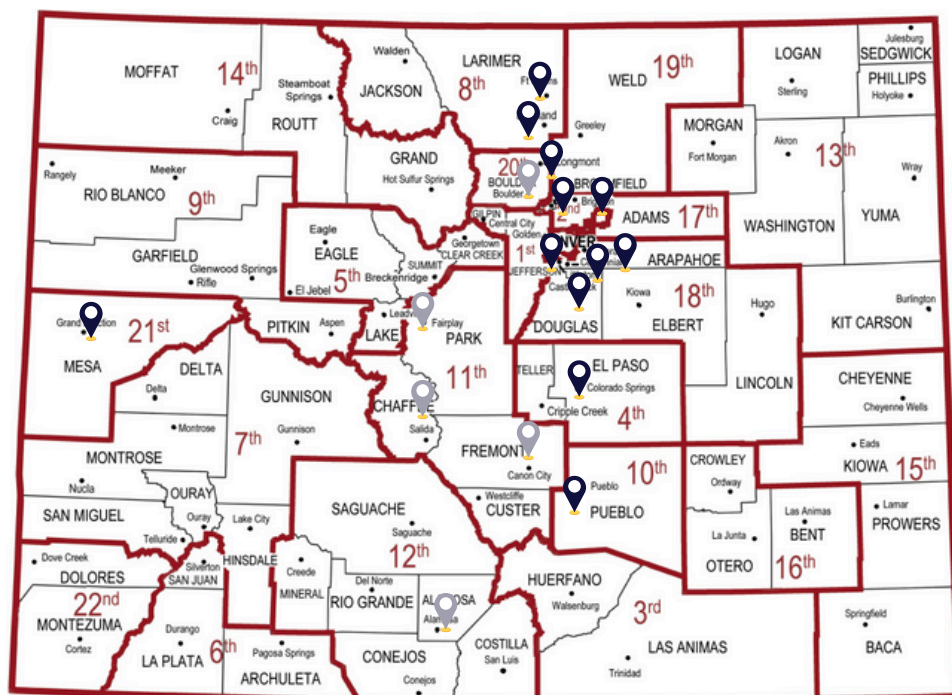 MOFFAT
14th
Craig
Steamboat
Springs
ROUTT
Walden
JACKSON
LARIMER
8th
WELD
19th
Greeley
LOGAN
Sterling
Julesburg
SEDGWICK
PHILLIPS
Holyoke
MORGAN
Fort Morgan
Akron
13th
Wray
WASHINGTON
YUMA
Rangely
Meeker
RIO BLANCO
9th
GRAND
Hot Sulfur Springs
20th
Boulder
ADAMS
17th
GARFIELD
Glenwood Springs
Rifle
Eagle
EAGLE
5th
El Jebel
SUMMIT
Breckenridge
GILPIN
Central City
Golden
Georgetown
CLEAR CREEK
1st
JEFFERSON
ARAPAHOE
18th
Kiowa
ELBERT
DOUGLAS
Hugo
LINCOLN
Burlington
KIT CARSON
21st
MESA
PITKIN
Aspen
LAKE
Fairplay
PARK
11th
DELTA
Delta
Montrose
MONTROSE
Nucla
7th
GUNNISON
Gunnison
Salida
TELLER
Cripple Creek
EL PASO
Colorado Springs
4th
CHEYENNE
Cheyenne Wells
FREMONT
Canon City
Westcliffe
CUSTER
10th
Pueblo
PUEBLO
CROWLEY
Ordway
Eads
KIOWA
15th
SAN MIGUEL
Telluride
OURAY
Ouray
Lake City
HINSDALE
SAGUACHE
Saguache
12th
Las Animas
BENT
La Junta
OTERO
16th
Lamar
PROWERS
Dove Creek
DOLORES
22nd
MONTEZUMA
Cortez
Silverton
SAN JUAN
Durango
LA PLATA
6th
Creede
MINERAL
Del Norte
RIO GRANDE
Pagosa Springs
ARCHULETA
CONEJOS
Conejos
COSTILLA
San Luis
HUERFANO
Walsenburg
3rd
LAS ANIMAS
Trinidad
Springfield
BACA